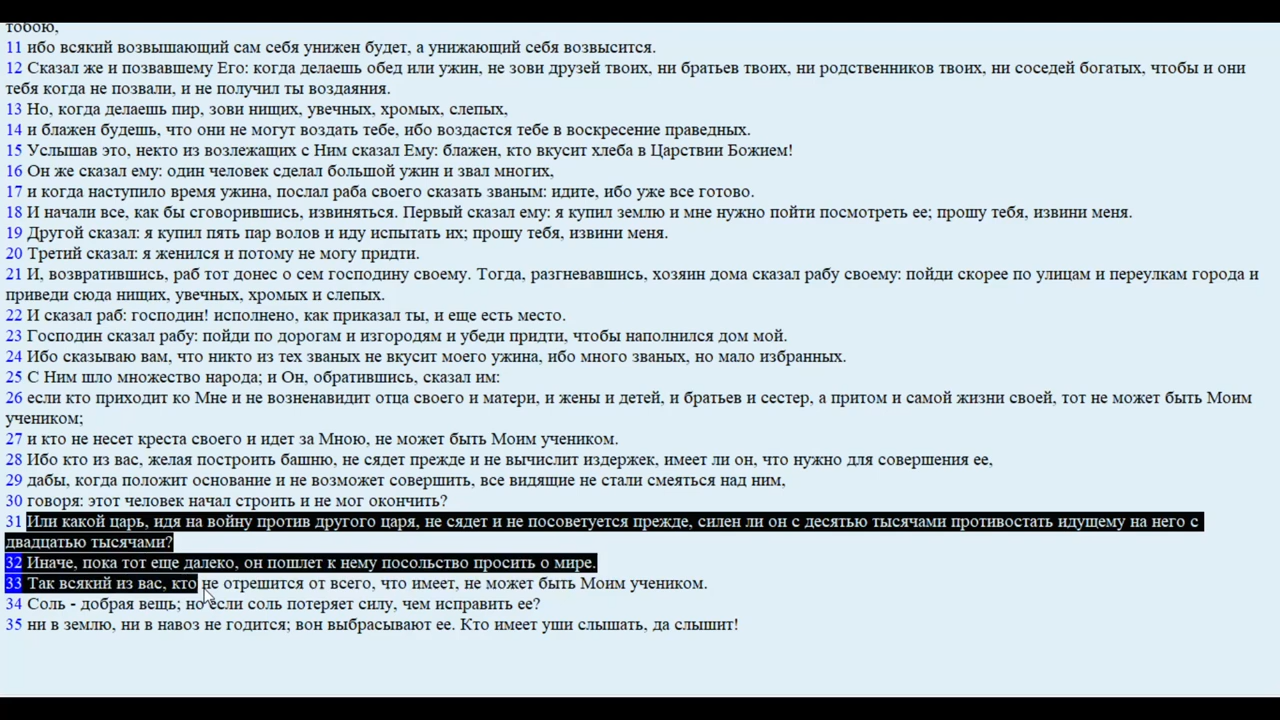 тобою,
11 ибо всякий возвышающий сам себя унижен будет, а унижающий себя возвысится.
12 Сказал же и позвавшему Его: когда делаешь обед или ужин, не зови друзей твоих, ни братьев твоих, ни родственников твоих, ни соседей богатых, чтобы и они
тебя когда не позвали, и не получил ты воздаяния.
13 Но, когда делаешь пир, зови нищих, увечных, хромых, слепых,
14 и блажен будешь, что они не могут воздать тебе, ибо воздастся тебе в воскресение праведных.
15 Услышав это, некто из возлежащих с Ним сказал Ему: блажен, кто вкусит хлеба в Царствии Божием!
16 Он же сказал ему: один человек сделал большой ужин и звал многих,
17 и когда наступило время ужина, послал раба своего сказать званым: идите, ибо уже все готово.
18 И начали все, как бы сговорившись, извиняться. Первый сказал ему: я купил землю и мне нужно пойти посмотреть ее; прошу тебя, извини меня.
19 Другой сказал: я купил пять пар волов и иду испытать их; прошу тебя, извини меня.
20 Третий сказал: я женился и потому не могу придти.
21 И, возвратившись, раб тот донес о сем господину своему. Тогда, разгневавшись, хозяин дома сказал рабу своему: пойди скорее по улицам и переулкам города и
приведи сюда нищих, увечных, хромых и слепых.
22 И сказал раб: господин! исполнено, как приказал ты, и еще есть место.
23 Господин сказал рабу: пойди по дорогам и изгородям и убеди придти, чтобы наполнился дом мой.
24 Ибо сказываю вам, что никто из тех званых не вкусит моего ужина, ибо много званых, но мало избранных.
25 С Ним шло множество народа; и Он, обратившись, сказал им:
26 если кто приходит ко Мне и не возненавидит отца своего и матери, и жены и детей, и братьев и сестер, а притом и самой жизни своей, тот не может быть Моим
учеником;
27 и кто не несет креста своего и идет за Мною, не может быть Моим учеником.
28 Ибо кто из вас, желая построить башню, не сядет прежде и не вычислит издержек, имеет ли он, что нужно для совершения ее,
29 дабы, когда положит основание и не возможет совершить, все видящие не стали смеяться над ним,
30 говоря: этот человек начал строить и не мог окончить?
31 Или какой царь, идя на войну против другого царя, не сядет и не посоветуется прежде, силен ли он с десятью тысячами противостать идущему на него с
двадцатью тысячами?
32 Иначе, пока тот еще далеко, он пошлет к нему посольство просить о мире.
33 Так всякий из вас, кто не отрешится от всего, что имеет, не может быть Моим учеником.
34 Соль - добрая вещь; но если соль потеряет силу, чем исправить ее?
35 ни в землю, ни в навоз не годится; вон выбрасывают ее. Кто имеет уши слышать, да слышит!